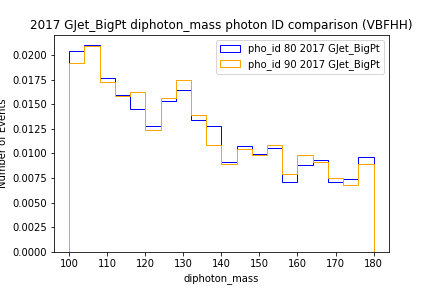 2017 GJet_BigPt diphoton_mass photon ID comparison (VBFHH)
pho_id 80 2017 GJet_BigPt
pho_id 90 2017 GJet_BigPt
Number of Events
0.0200
0.0175
0.0150
0.0125
0.0100
0.0075
0.0050
0.0025
0.0000
100 110 120 130 140 150 160 170 180
diphoton_mass